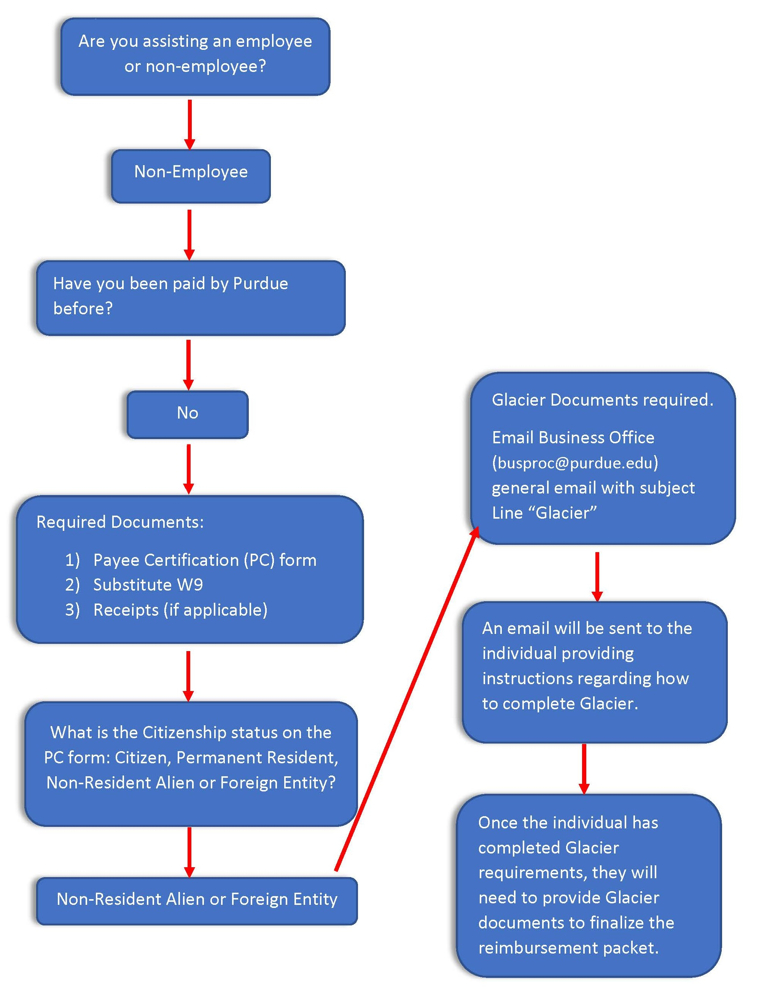 Are you assisting an employee
or non-employee?
Non-Employee
Have you been paid by Purdue
before?
No
Required Documents:
1) Payee Certification (PC) form
2) Substitute W9
3) Receipts (if applicable)
What is the Citizenship status on the
PC form: Citizen, Permanent Resident,
Non-Resident Alien or Foreign Entity?
Non-Resident Alien or Foreign Entity
Glacier Documents required.
Email Business Office
(busproc@purdue.edu)
general email with subject
Line “Glacier”
An email will be sent to the
individual providing
instructions regarding how
to complete Glacier.
Once the individual has
completed Glacier
requirements, they will
need to provide Glacier
documents to finalize the
reimbursement packet.